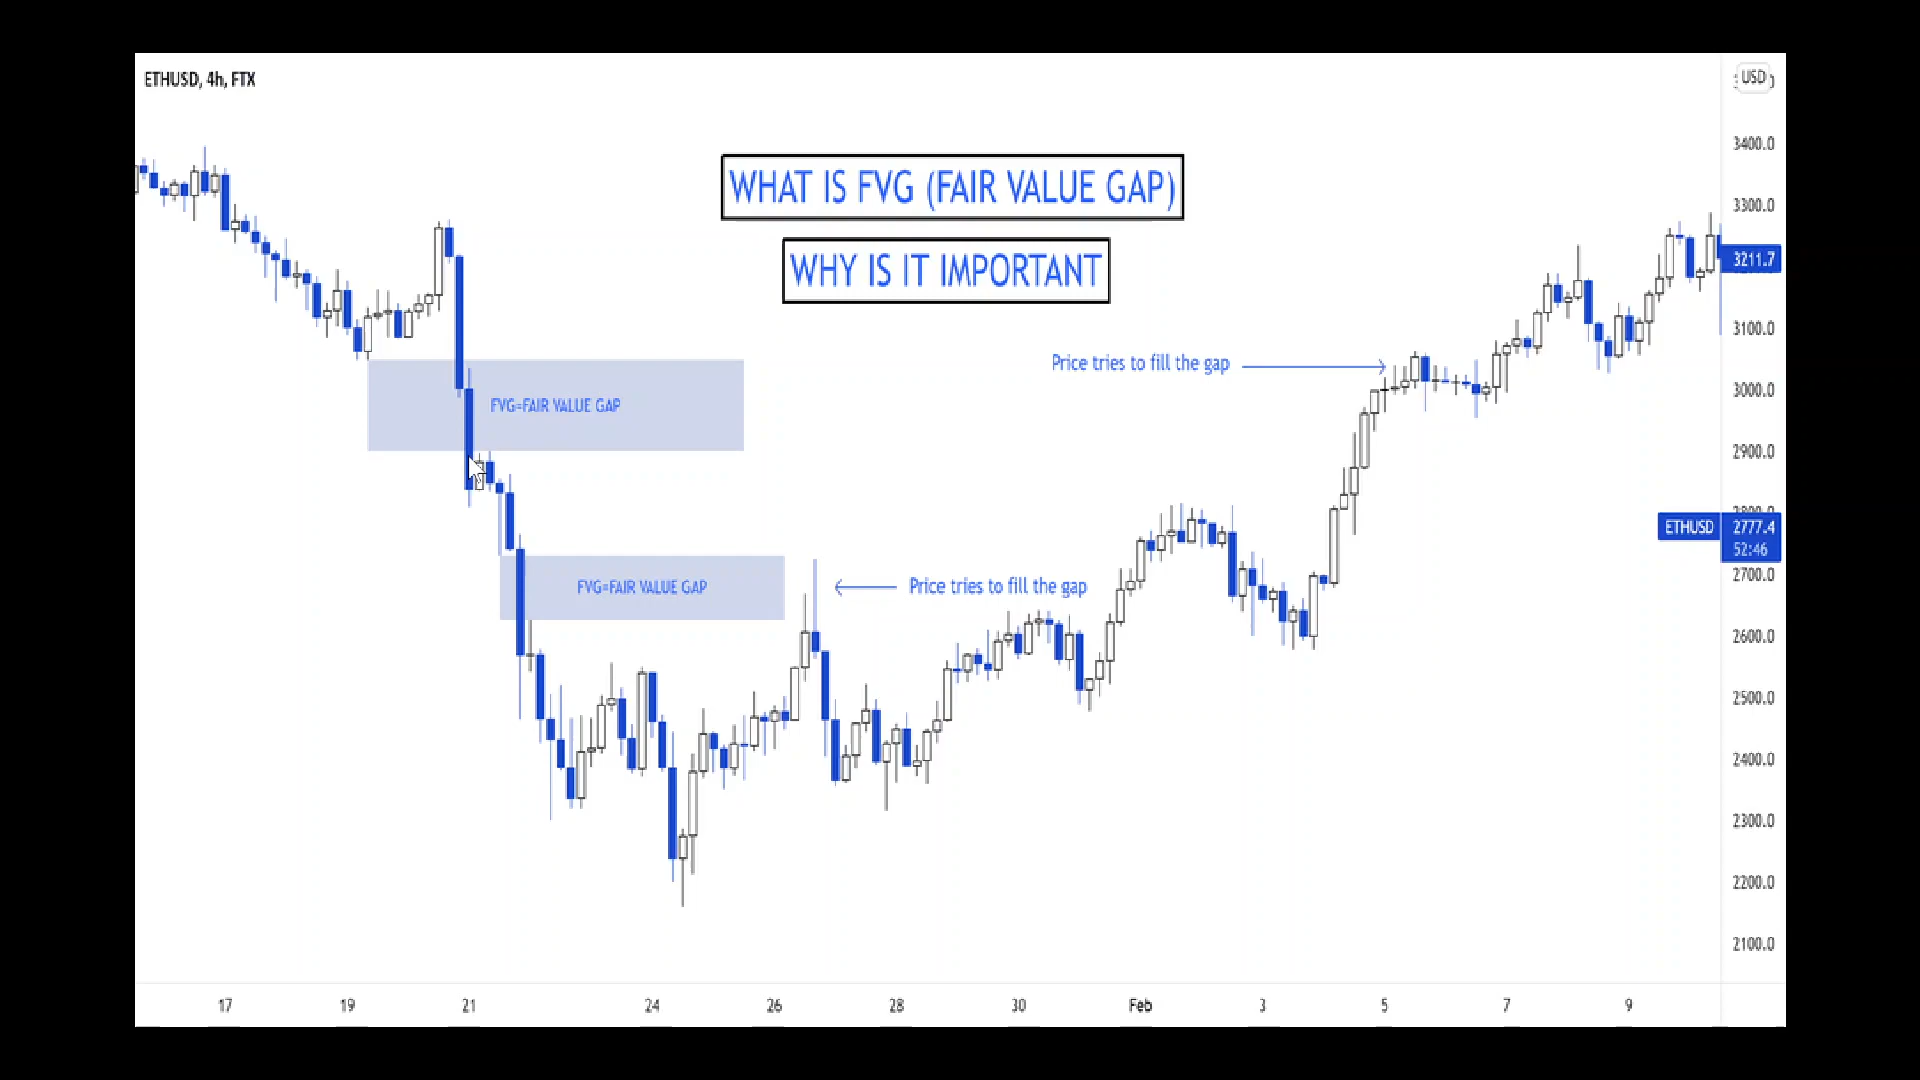 ETHUSD, 4h, FTX
USD
WHAT IS FVG (FAIR VALUE GAP)
WHY IS IT IMPORTANT
3400.0
3300.0
3211.7
3100.0
Price tries to fill the gap
3000.0
FVG=FAIR VALUE GAP
2900.0
ETHUSD 2777.4
52:46
2700.0
FVG=FAIR VALUE GAP
Price tries to fill the gap
2600.0
2500.0
2400.0
2300.0
2200.0
2100.0
17 19 21 24 26 28 30 Feb 3 5 7 9